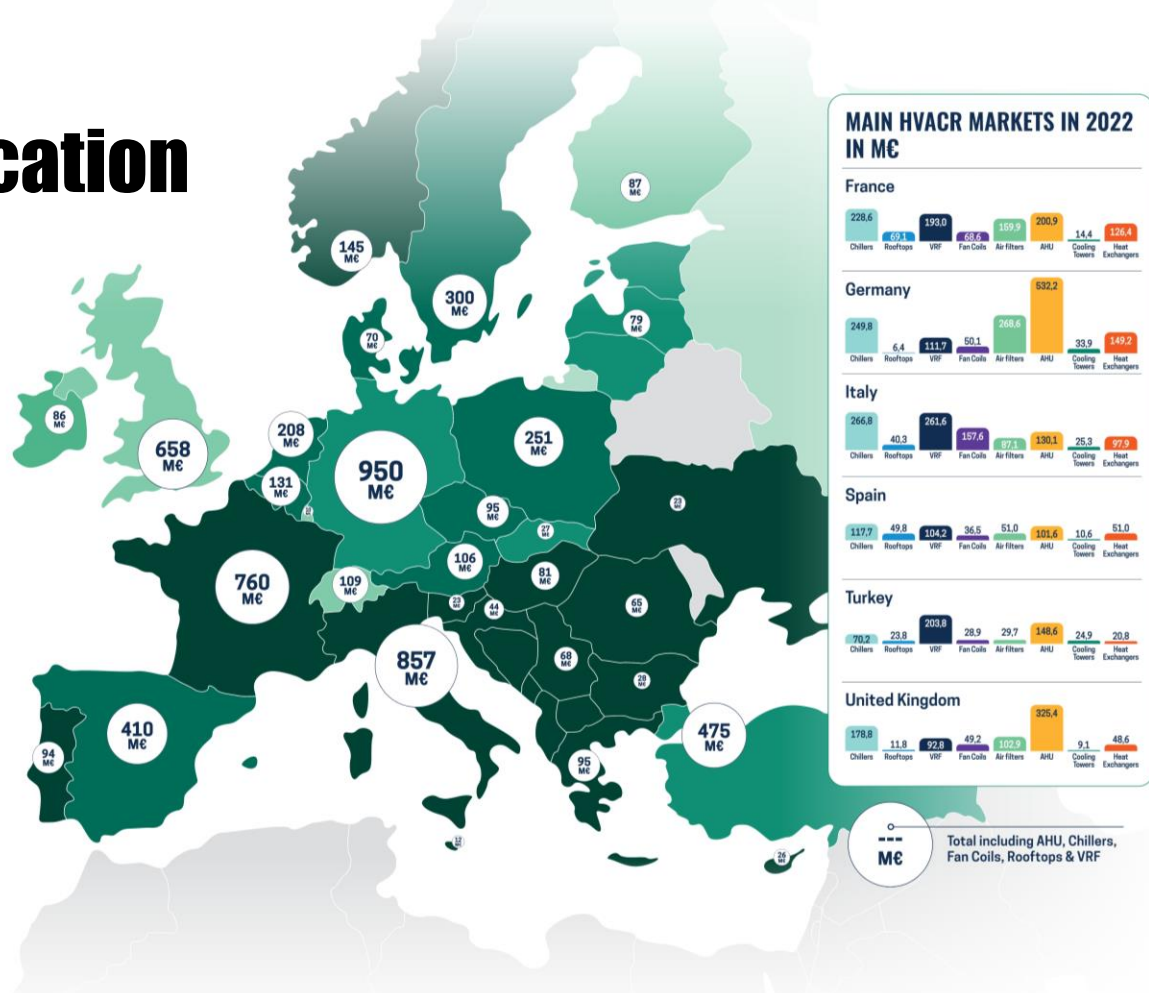 cation
87
M€
145
M€
300
M€
79
M€
70
M€
86
M€
658
M€
208
M€
131
M€
950
M€
251
M€
95
M€
27
M€
23
M€
106
M€
109
M€
760
M€
81
M€
23
M€
44
M€
65
M€
857
M€
68
M€
28
M€
410
M€
94
M€
475
M€
95
M€
12
M€
26
M€
MAIN HVACR MARKETS IN 2022
IN M€
France
228,6 69,1 193,0 68,6 159,9 200,9 14,4 126,4
Chillers Rooftops VRF Fan Coils Air filters AHU Cooling Towers Heat Exchangers
Germany
249,8 6,4 111,7 50,1 268,6 532,2 33,9 149,2
Chillers Rooftops VRF Fan Coils Air filters AHU Cooling Towers Heat Exchangers
Italy
266,8 40,3 261,6 157,6 87,1 130,1 25,3 97,9
Chillers Rooftops VRF Fan Coils Air filters AHU Cooling Towers Heat Exchangers
Spain
117,7 49,8 104,2 36,5 51,0 101,6 10,6 51,0
Chillers Rooftops VRF Fan Coils Air filters AHU Cooling Towers Heat Exchangers
Turkey
70,2 23,8 203,8 28,9 29,7 148,6 24,9 20,8
Chillers Rooftops VRF Fan Coils Air filters AHU Cooling Towers Heat Exchangers
United Kingdom
178,8 11,8 92,8 49,2 102,9 325,4 9,1 48,6
Chillers Rooftops VRF Fan Coils Air filters AHU Cooling Towers Heat Exchangers
---
M€
Total including AHU, Chillers,
Fan Coils, Rooftops & VRF